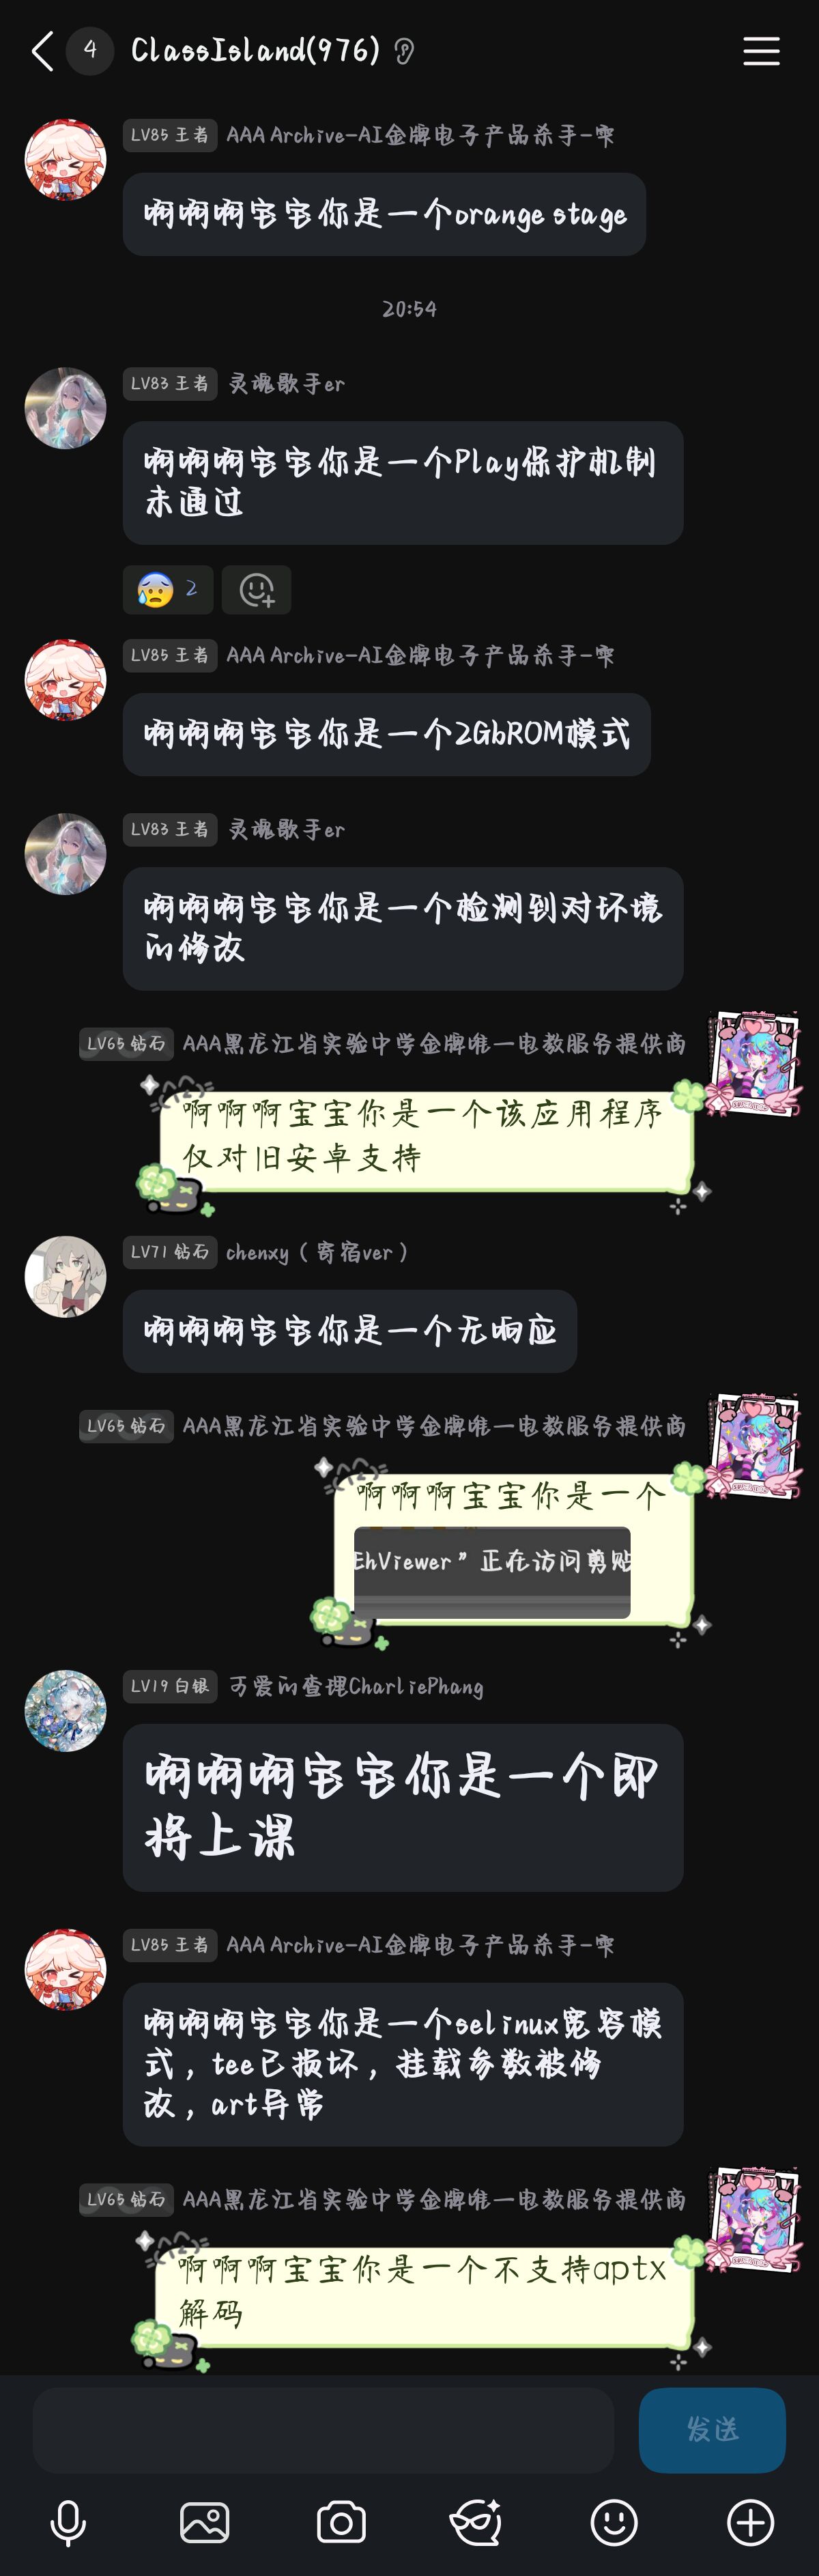 4 ClassIsland(976)
LV85 王者 AAA Archive-AI金牌电子产品杀手-雫
啊啊啊宝宝你是一个orange stage
20:54
LV83 王者 灵魂歌手er
啊啊啊宝宝你是一个Play保护机制
未通过
2
LV85 王者 AAA Archive-AI金牌电子产品杀手-雫
啊啊啊宝宝你是一个2GbROM模式
LV83 王者 灵魂歌手er
啊啊啊宝宝你是一个检测到对环境
的修改
LV65 钻石 AAA黑龙江省实验中学金牌唯一电教服务提供商
啊啊啊宝宝你是一个该应用程序
仅对旧安卓支持
LV71 钻石 chenxy（寄宿ver）
啊啊啊宝宝你是一个无响应
LV65 钻石 AAA黑龙江省实验中学金牌唯一电教服务提供商
啊啊啊宝宝你是一个
EhViewer”正在访问剪贴
LV19 白银 可爱的查理CharliePhang
啊啊啊宝宝你是一个即
将上课
LV85 王者 AAA Archive-AI金牌电子产品杀手-雫
啊啊啊宝宝你是一个selinux宽容模
式，tee已损坏，挂载参数被修
改，art异常
LV65 钻石 AAA黑龙江省实验中学金牌唯一电教服务提供商
啊啊啊宝宝你是一个不支持aptx
解码
发送